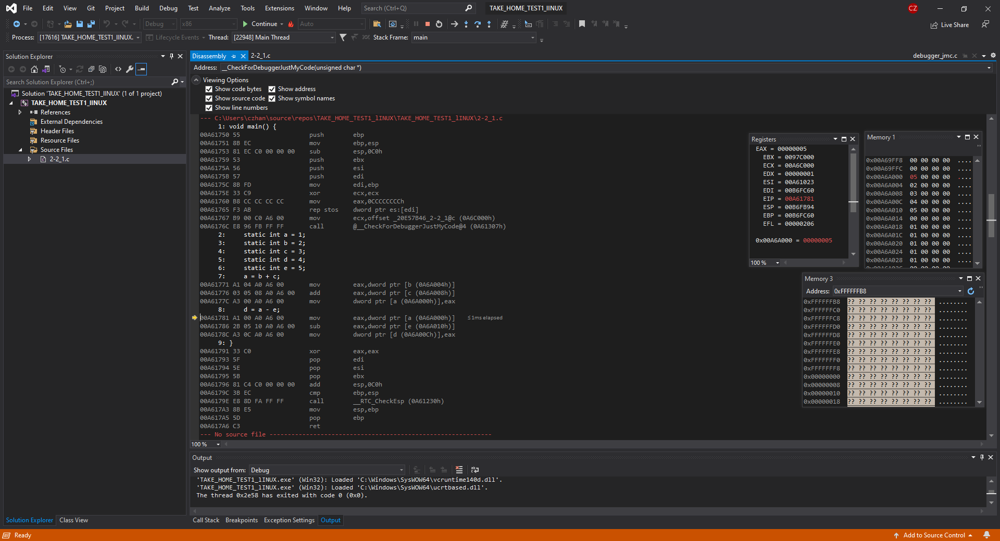 File Edit View Git Project Build Debug Test Analyze Tools Extensions Window Help Search (Ctrl+Q) TAKE_HOME_TEST1_lINUX CZ
Debug x86 Continue Auto Live Share
Process: [17616] TAKE_HOME_TEST1_lINUX. Lifecycle Events Thread: [22948] Main Thread Stack Frame: main
Solution Explorer
Search Solution Explorer (Ctrl+;)
Solution 'TAKE_HOME_TEST1_lINUX' (1 of 1 project)
TAKE_HOME_TEST1_lINUX
References
External Dependencies
Header Files
Resource Files
Source Files
2-2_1.c
Solution Explorer Class View
Disassembly 2-2_1.c debugger_jmc.c
Address: __CheckForDebuggerJustMyCode(unsigned char *)
Viewing Options
Show code bytes Show address
Show source code Show symbol names
Show line numbers
--- C:\Users\czhan\source\repos\TAKE_HOME_TEST1_lINUX\TAKE_HOME_TEST1_lINUX\2-2_1.c
1: void main() {
00A61750 55 push ebp
00A61751 8B EC mov ebp,esp
00A61753 81 EC C0 00 00 00 sub esp,0C0h
00A61759 53 push ebx
00A6175A 56 push esi
00A6175B 57 push edi
00A6175C 8B FD mov edi,ebp
00A6175E 33 C9 xor ecx,ecx
00A61760 B8 CC CC CC CC mov eax,0CCCCCCCCh
00A61765 F3 AB rep stos dword ptr es:[edi]
00A61767 B9 00 C0 A6 00 mov ecx,offset _20E57B46_2-2_1@c (0A6C000h)
00A6176C E8 96 FB FF FF call @__CheckForDebuggerJustMyCode@4 (0A61307h)
2: static int a = 1;
3: static int b = 2;
4: static int c = 3;
5: static int d = 4;
6: static int e = 5;
7: a = b + c;
00A61771 A1 04 A0 A6 00 mov eax,dword ptr [b (0A6A004h)]
00A61776 03 05 08 A0 A6 00 add eax,dword ptr [c (0A6A008h)]
00A6177C A3 00 A0 A6 00 mov dword ptr [a (0A6A000h)],eax
8: d = a - e;
00A61781 A1 00 A0 A6 00 mov eax,dword ptr [a (0A6A000h)] ≤1ms elapsed
00A61786 2B 05 10 A0 A6 00 sub eax,dword ptr [e (0A6A010h)]
00A6178C A3 0C A0 A6 00 mov dword ptr [d (0A6A00Ch)],eax
9: }
00A61791 33 C0 xor eax,eax
00A61793 5F pop edi
00A61794 5E pop esi
00A61795 5B pop ebx
00A61796 81 C4 C0 00 00 00 add esp,0C0h
00A6179C 3B EC cmp ebp,esp
00A6179E E8 8D FA FF FF call __RTC_CheckEsp (0A61230h)
00A617A3 8B E5 mov esp,ebp
00A617A5 5D pop ebp
00A617A6 C3 ret
--- No source file -------------------------------------------------------------
100 %
Registers
EAX = 00000005
EBX = 0097C000
ECX = 00A6C000
EDX = 00000001
ESI = 00A61023
EDI = 00B6FC60
EIP = 00A61781
ESP = 00B6FB94
EBP = 00B6FC60
EFL = 00000206
0x00A6A000 = 00000005
100 %
Memory 1
0x00A69FF8 00 00 00 00 ....
0x00A69FFC 00 00 00 00 ....
0x00A6A000 05 00 00 00 ....
0x00A6A004 02 00 00 00 ....
0x00A6A008 03 00 00 00 ....
0x00A6A00C 04 00 00 00 ....
0x00A6A010 05 00 00 00 ....
0x00A6A014 00 00 00 00 ....
0x00A6A018 01 00 00 00 ....
0x00A6A01C 01 00 00 00 ....
0x00A6A020 01 00 00 00 ....
0x00A6A024 01 00 00 00 ....
0x00A6A028 01 00 00 00 ....
Memory 3
Address: 0xFFFFFFB8
0xFFFFFFB8 ?? ?? ?? ?? ?? ?? ?? ?? ........
0xFFFFFFC0 ?? ?? ?? ?? ?? ?? ?? ?? ........
0xFFFFFFC8 ?? ?? ?? ?? ?? ?? ?? ?? ........
0xFFFFFFD0 ?? ?? ?? ?? ?? ?? ?? ?? ........
0xFFFFFFD8 ?? ?? ?? ?? ?? ?? ?? ?? ........
0xFFFFFFE0 ?? ?? ?? ?? ?? ?? ?? ?? ........
0xFFFFFFE8 ?? ?? ?? ?? ?? ?? ?? ?? ........
0xFFFFFFF0 ?? ?? ?? ?? ?? ?? ?? ?? ........
0xFFFFFFF8 ?? ?? ?? ?? ?? ?? ?? ?? ........
0x00000000 ?? ?? ?? ?? ?? ?? ?? ?? ........
0x00000008 ?? ?? ?? ?? ?? ?? ?? ?? ........
0x00000010 ?? ?? ?? ?? ?? ?? ?? ?? ........
0x00000018 ?? ?? ?? ?? ?? ?? ?? ?? ........
Output
Show output from: Debug
'TAKE_HOME_TEST1_lINUX.exe' (Win32): Loaded 'C:\Windows\SysWOW64\vcruntime140d.dll'.
'TAKE_HOME_TEST1_lINUX.exe' (Win32): Loaded 'C:\Windows\SysWOW64\ucrtbased.dll'.
The thread 0x2e58 has exited with code 0 (0x0).
Call Stack Breakpoints Exception Settings Output
Ready Add to Source Control